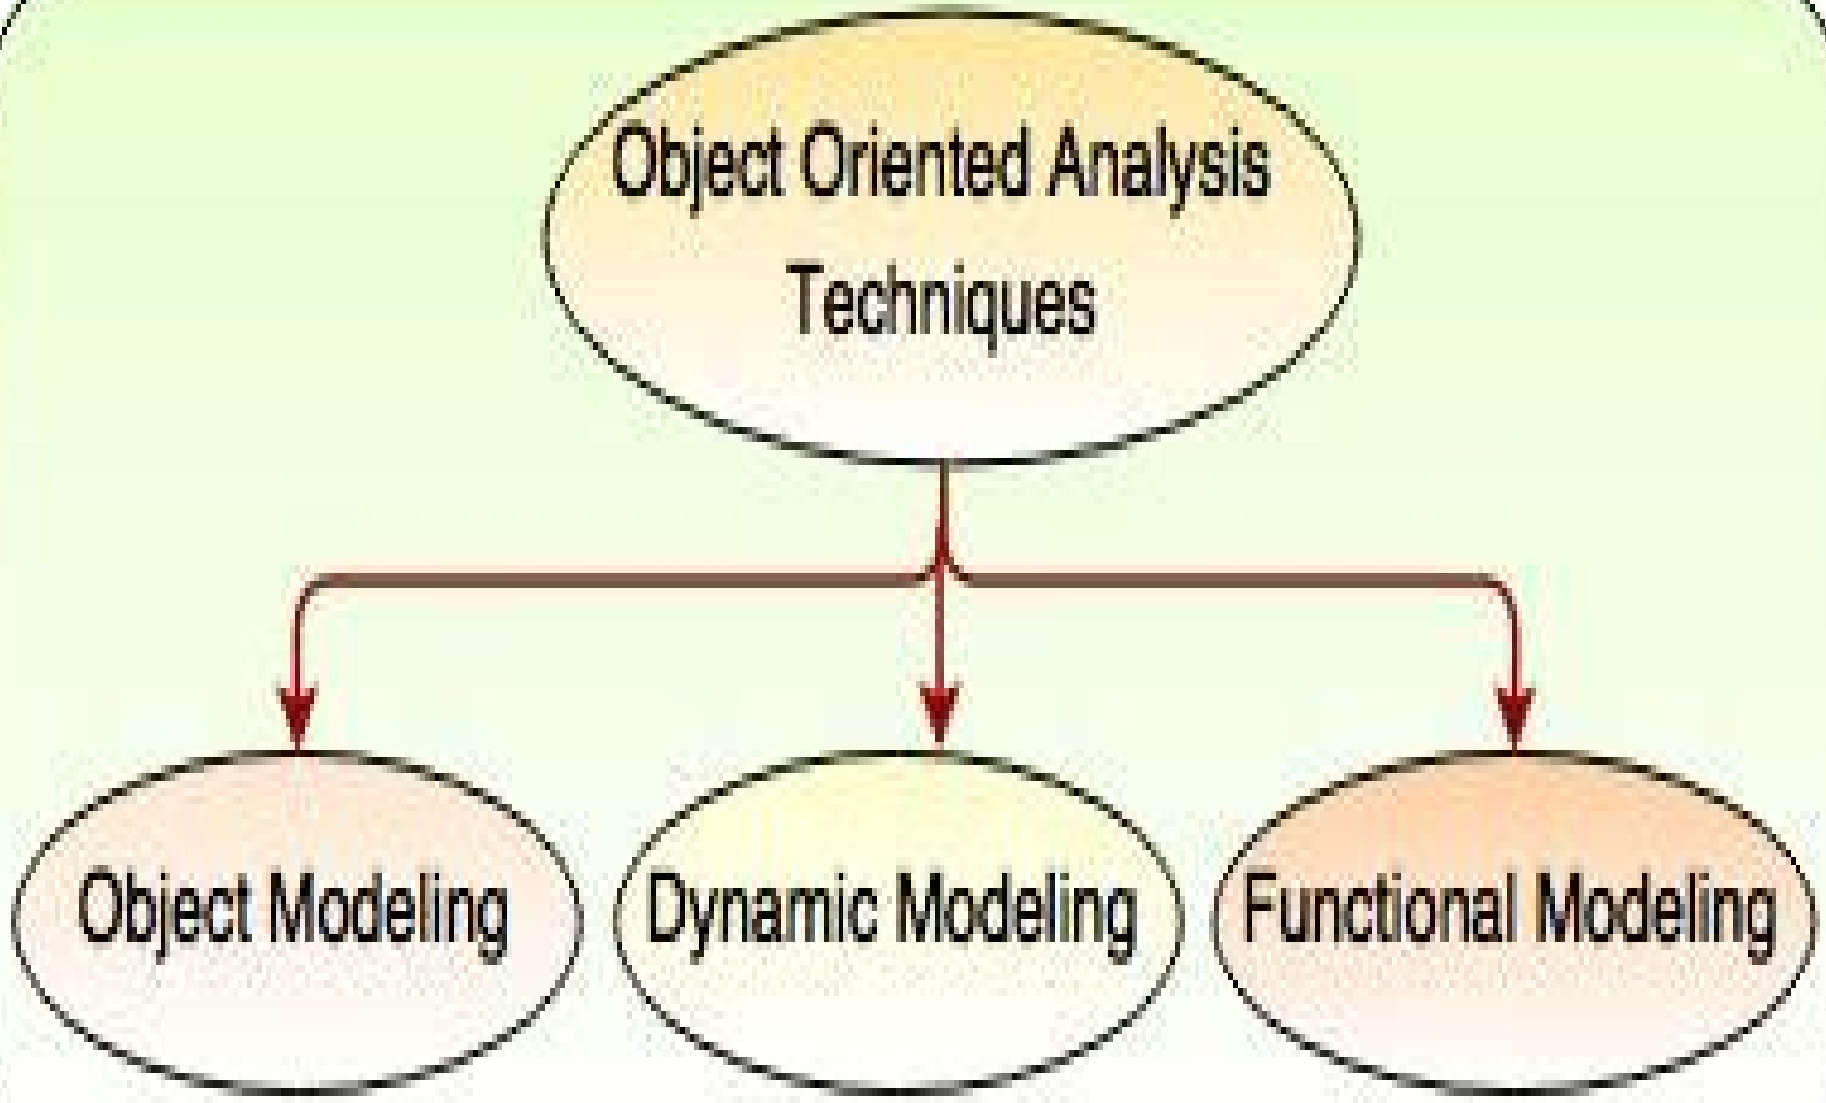 Object Oriented Analysis
Techniques
Object Modeling
Dynamic Modeling
Functional Modeling